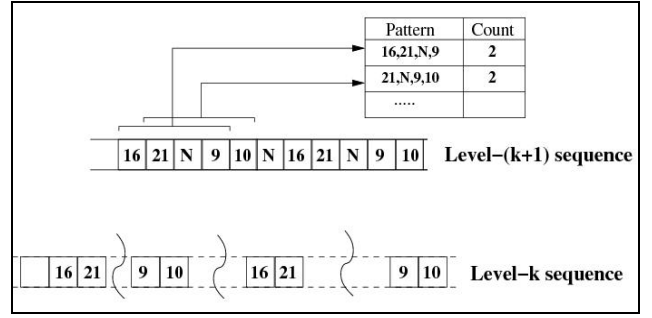 Pattern Count
16,21,N,9 2
21,N,9,10 2
.....
16 21 N 9 10 N 16 21 N 9 10 Level-(k+1) sequence
16 21 9 10 16 21 9 10 Level-k sequence